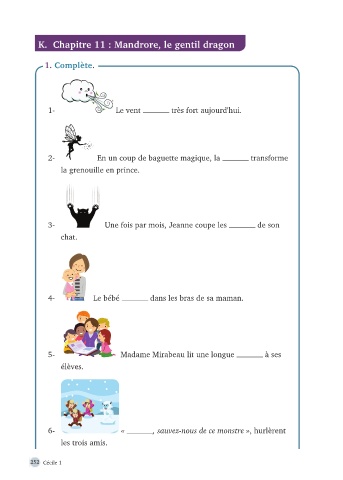 K. Chapitre 11 : Mandrore, le gentil dragon
1. Complète.
1- Le vent ______ très fort aujourd'hui.
2- En un coup de baguette magique, la ______ transforme
la grenouille en prince.
3- Une fois par mois, Jeanne coupe les ______ de son
chat.
4- Le bébé ______ dans les bras de sa maman.
5- Madame Mirabeau lit une longue ______ à ses
élèves.
6- « ______, sauvez-nous de ce monstre », hurlèrent
les trois amis.
252 Cécile 1